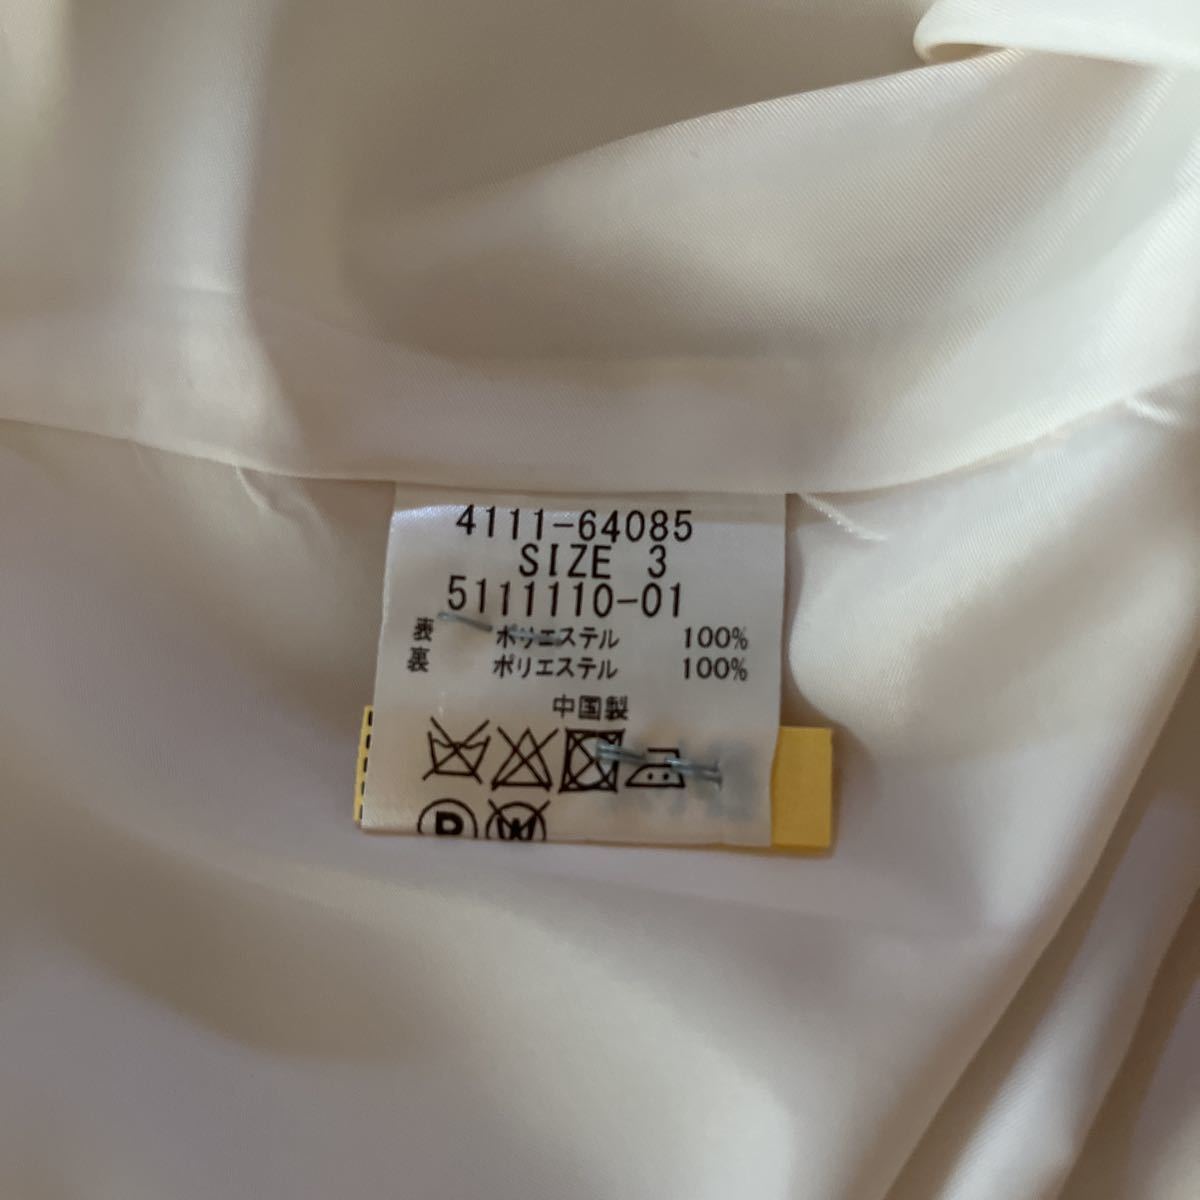 4111-64085
SIZE 3
5111110-01
表 ポリエステル 100%
裏 ポリエステル 100%
中国製
P W